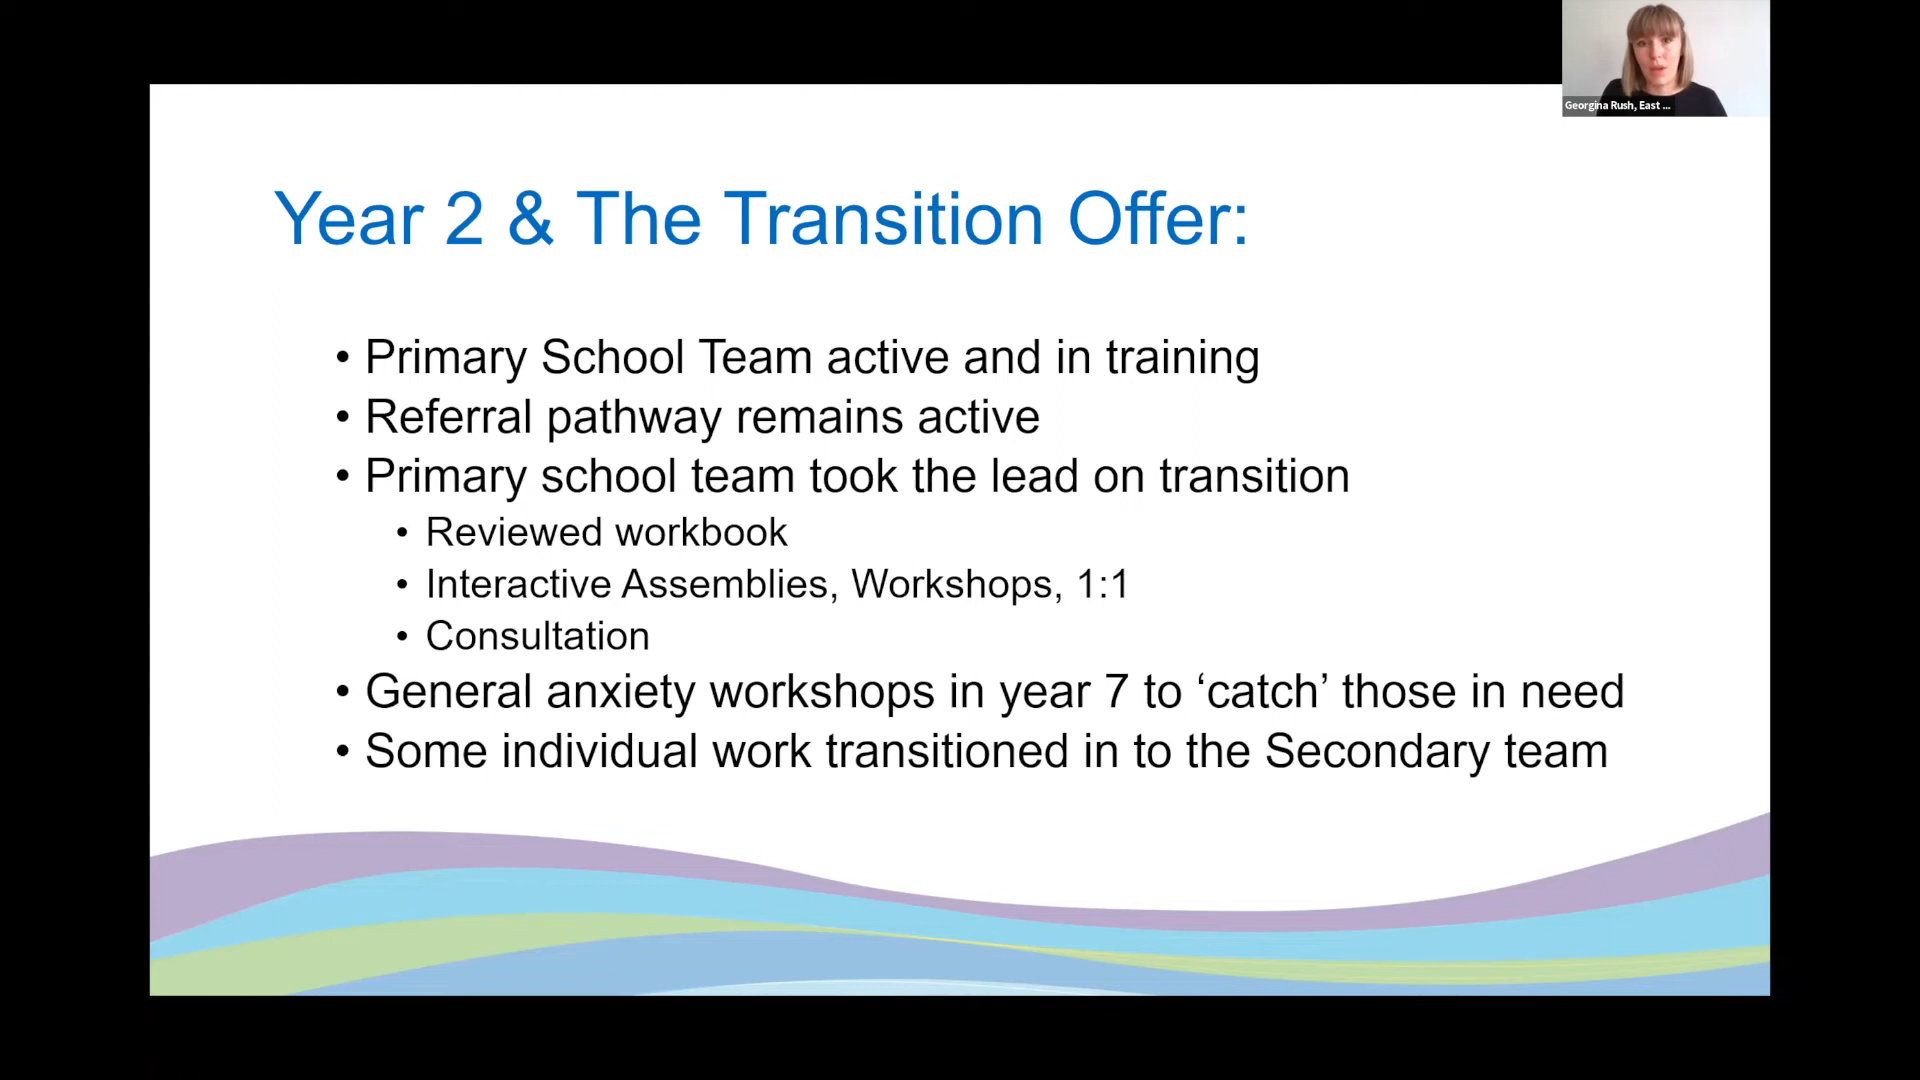 Georgina Rush, East ...
Year 2 & The Transition Offer:
• Primary School Team active and in training
• Referral pathway remains active
• Primary school team took the lead on transition
• Reviewed workbook
• Interactive Assemblies, Workshops, 1:1
• Consultation
• General anxiety workshops in year 7 to ‘catch’ those in need
• Some individual work transitioned in to the Secondary team